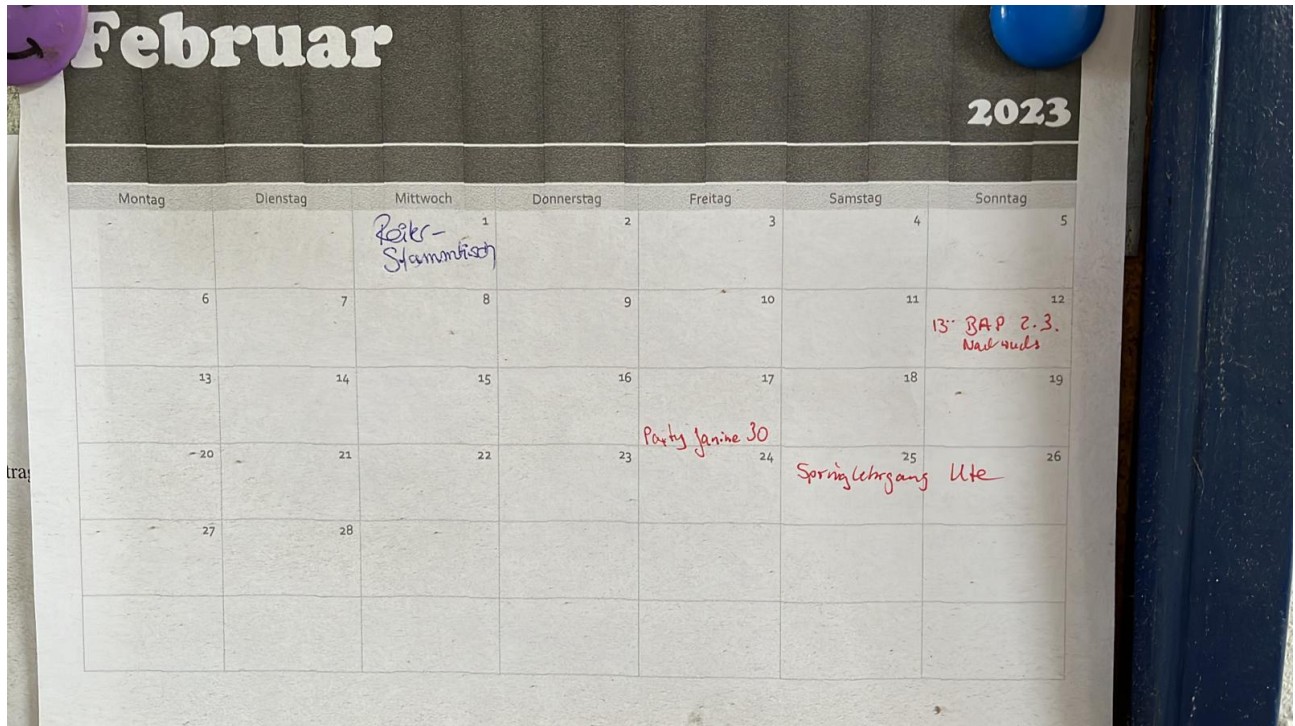 Februar
2023
Montag Dienstag Mittwoch Donnerstag Freitag Samstag Sonntag
1 2 3 4 5
Reiter-
Stammtisch
6 7 8 9 10 11 12
13⁰⁰ BAP 2.3.
13 14 15 16 17 18 19
Party Janine 30
20 21 22 23 24 25 26
Springlehrgang Ute
27 28